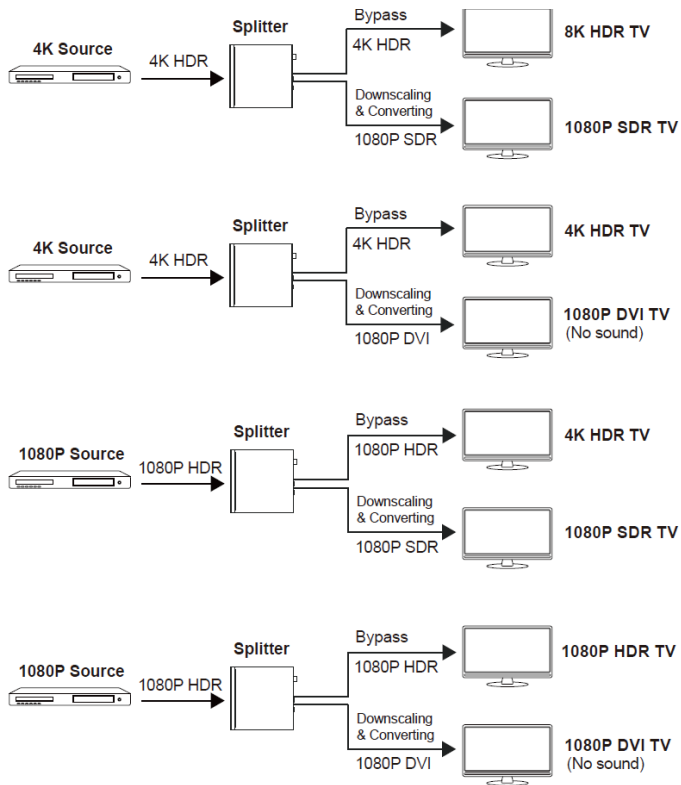 4K Source
4K HDR
Splitter
Bypass
4K HDR
8K HDR TV
Downscaling
& Converting
1080P SDR
1080P SDR TV
4K Source
4K HDR
Splitter
Bypass
4K HDR
4K HDR TV
Downscaling
& Converting
1080P DVI
1080P DVI TV
(No sound)
1080P Source
1080P HDR
Splitter
Bypass
1080P HDR
4K HDR TV
Downscaling
& Converting
1080P SDR
1080P SDR TV
1080P Source
1080P HDR
Splitter
Bypass
1080P HDR
1080P HDR TV
Downscaling
& Converting
1080P DVI
1080P DVI TV
(No sound)